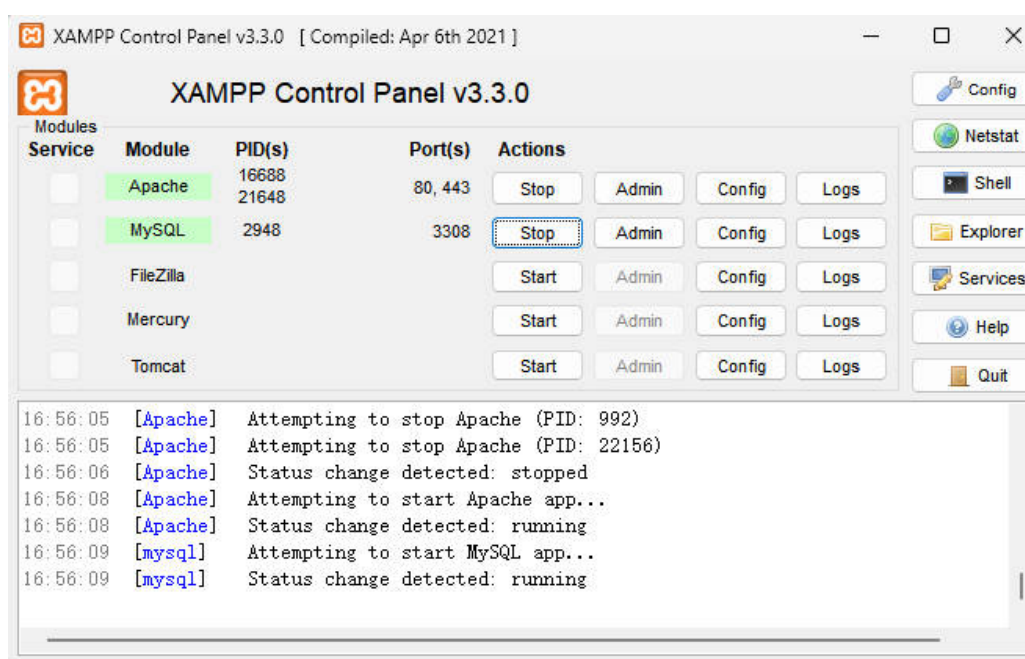 XAMPP Control Panel v3.3.0 [ Compiled: Apr 6th 2021 ]
XAMPP Control Panel v3.3.0
Config
Modules
Service Module PID(s) Port(s) Actions
Netstat
Apache 16688 21648 80, 443 Stop Admin Config Logs
Shell
MySQL 2948 3308 Stop Admin Config Logs
Explorer
FileZilla Start Admin Config Logs
Services
Mercury Start Admin Config Logs
Help
Tomcat Start Admin Config Logs
Quit
16:56:05 [Apache] Attempting to stop Apache (PID: 992)
16:56:05 [Apache] Attempting to stop Apache (PID: 22156)
16:56:06 [Apache] Status change detected: stopped
16:56:08 [Apache] Attempting to start Apache app...
16:56:08 [Apache] Status change detected: running
16:56:09 [mysql] Attempting to start MySQL app...
16:56:09 [mysql] Status change detected: running